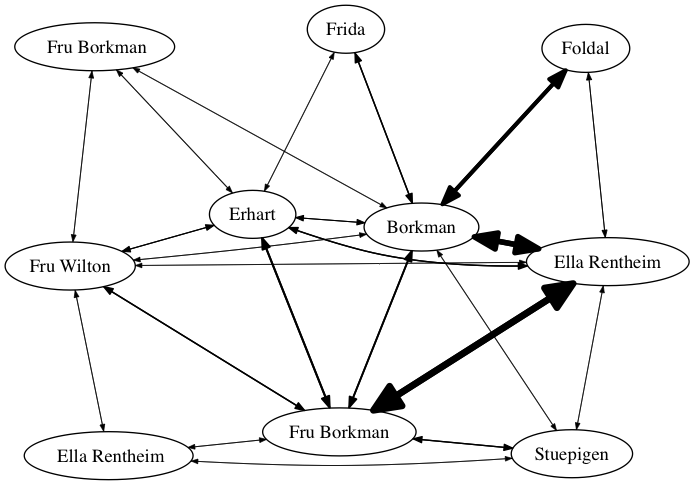 Frida
Fru Borkman
Foldal
Erhart
Borkman
Fru Wilton
Ella Rentheim
Fru Borkman
Ella Rentheim
Stuepigen